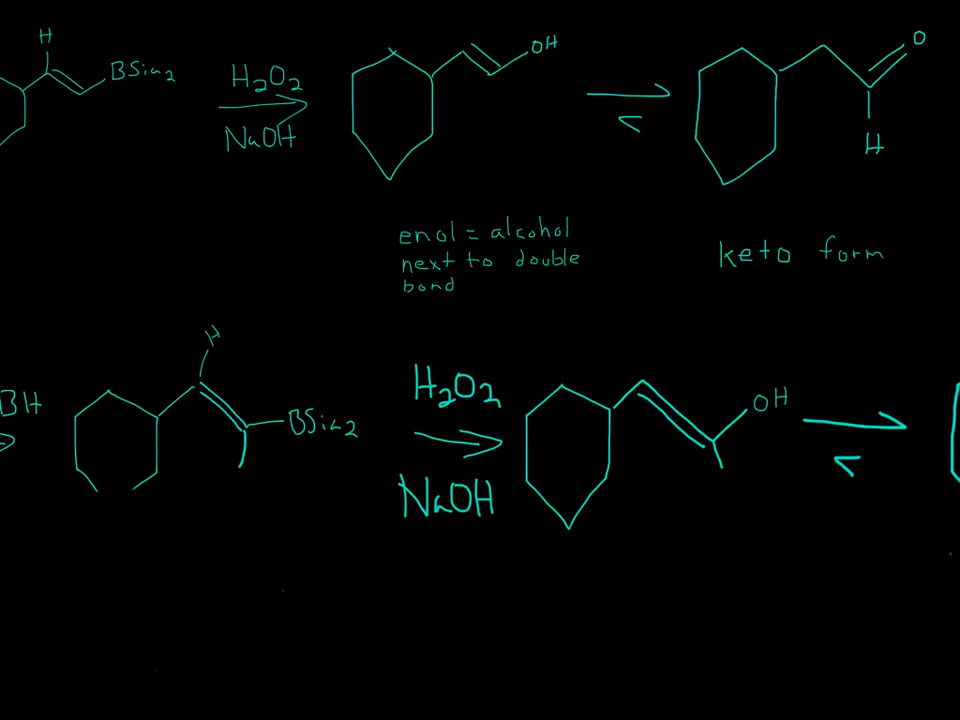 H
BSia2
H2O2
NaOH
OH
O
H
enol = alcohol
next to double
bond
keto form
H
BH
BSia2
H2O2
NaOH
OH